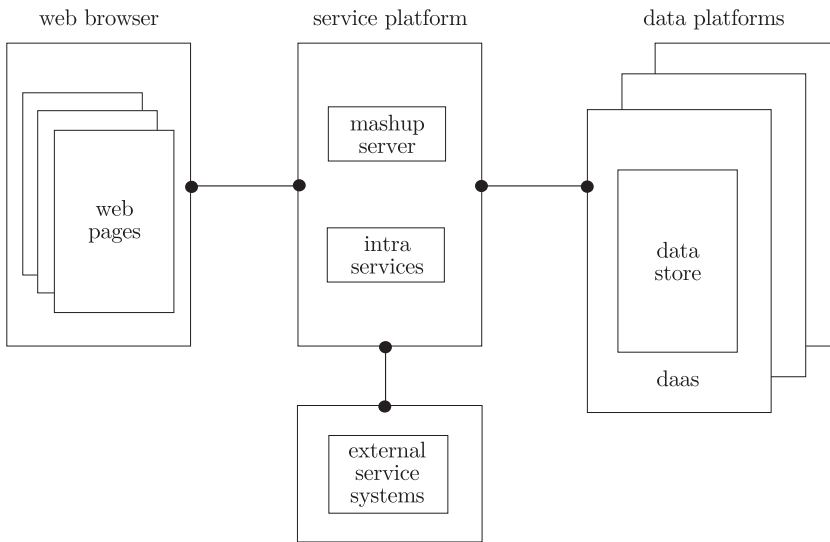 web browser
service platform
data platforms
mashup
server
web
pages
intra
services
data
store
daas
external
service
systems